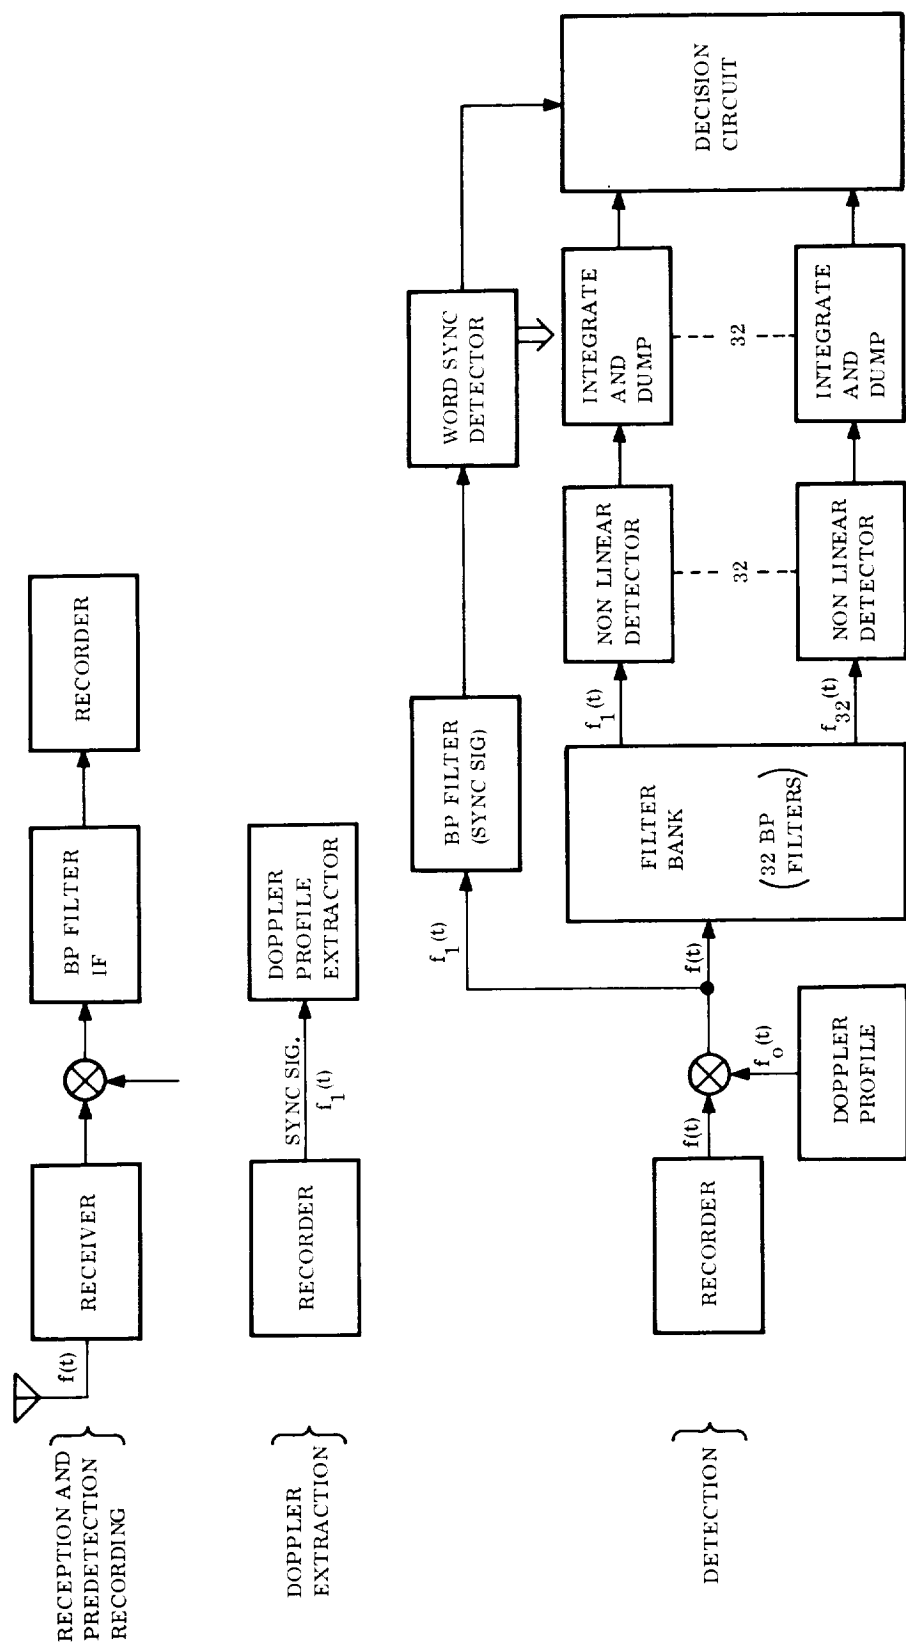 RECEPTION AND
PREDETECTION
RECORDING
f(t)
RECEIVER
BP FILTER
IF
RECORDER
DOPPLER
EXTRACTION
RECORDER
SYNC SIG.
f₁(t)
DOPPLER
PROFILE
EXTRACTOR
DETECTION
RECORDER
f(t)
DOPPLER
PROFILE
f₀(t)
f(t)
f₁(t)
BP FILTER
(SYNC SIG)
WORD SYNC
DETECTOR
FILTER
BANK
(32 BP
FILTERS)
f₁(t)
f₃₂(t)
NON LINEAR
DETECTOR
32
NON LINEAR
DETECTOR
INTEGRATE
AND
DUMP
32
INTEGRATE
AND
DUMP
DECISION
CIRCUIT